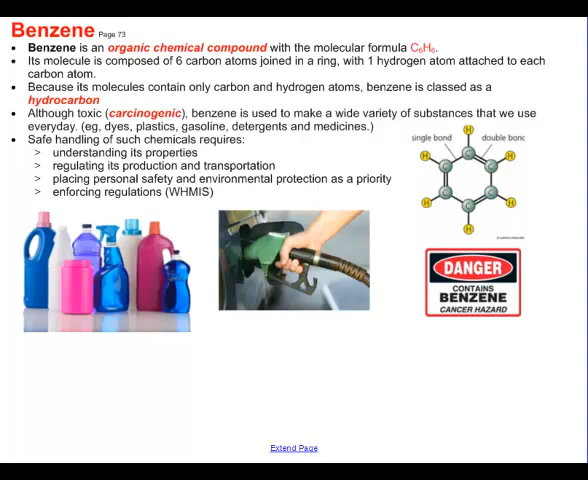 Benzene Page 73
• Benzene is an organic chemical compound with the molecular formula C₆H₆.
• Its molecule is composed of 6 carbon atoms joined in a ring, with 1 hydrogen atom attached to each
carbon atom.
• Because its molecules contain only carbon and hydrogen atoms, benzene is classed as a
hydrocarbon
• Although toxic (carcinogenic), benzene is used to make a wide variety of substances that we use
everyday. (eg, dyes, plastics, gasoline, detergents and medicines.)
• Safe handling of such chemicals requires:
> understanding its properties
> regulating its production and transportation
> placing personal safety and environmental protection as a priority
> enforcing regulations (WHMIS)
single bond double bond
H
H C H
C C
C C
H C H
H
DANGER
CONTAINS
BENZENE
CANCER HAZARD
Extend Page